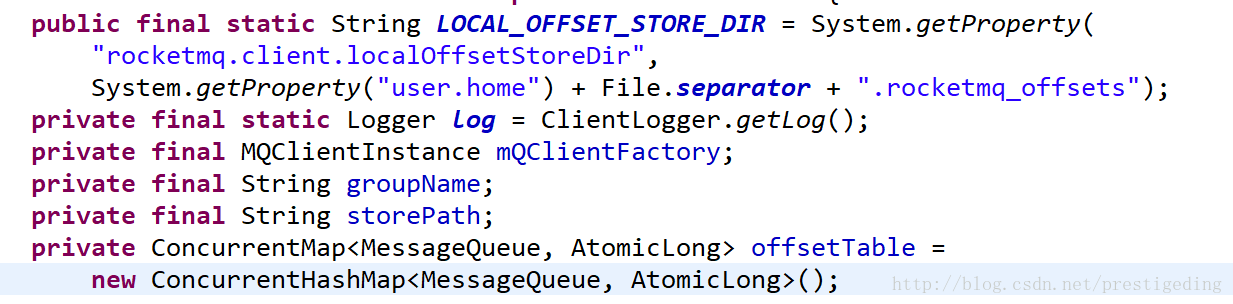 public final static String LOCAL_OFFSET_STORE_DIR = System.getProperty(
"rocketmq.client.localOffsetStoreDir",
System.getProperty("user.home") + File.separator + ".rocketmq_offsets");
private final static Logger log = ClientLogger.getLog();
private final MQClientInstance mQClientFactory;
private final String groupName;
private final String storePath;
private ConcurrentMap<MessageQueue, AtomicLong> offsetTable =
new ConcurrentHashMap<MessageQueue, AtomicLong>();
http://blog.csdn.net/prestigeding